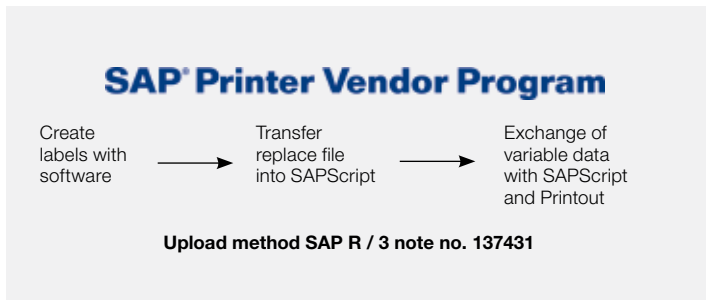 SAP® Printer Vendor Program
Create
labels with
software
Transfer
replace file
into SAPScript
Exchange of
variable data
with SAPScript
and Printout
Upload method SAP R / 3 note no. 137431